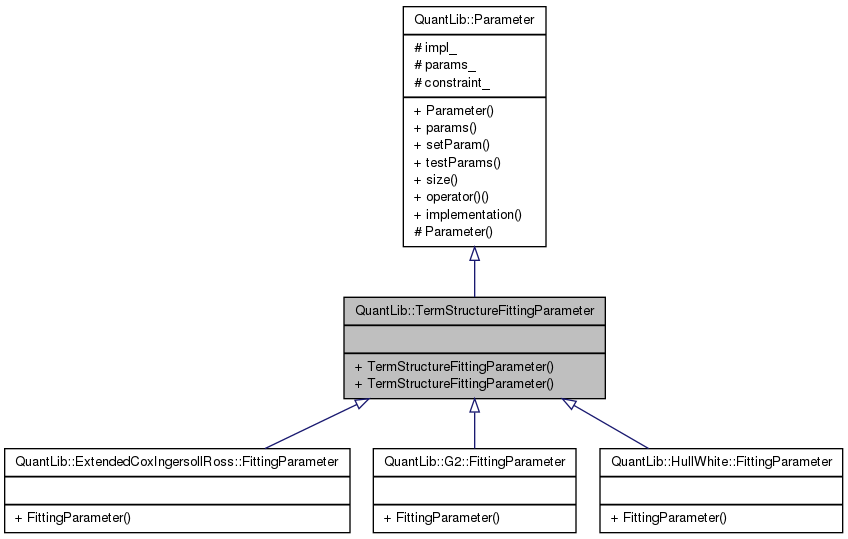 QuantLib::Parameter
# impl_
# params_
# constraint_
+ Parameter()
+ params()
+ setParam()
+ testParams()
+ size()
+ operator()()
+ implementation()
# Parameter()
QuantLib::TermStructureFittingParameter
+ TermStructureFittingParameter()
+ TermStructureFittingParameter()
QuantLib::ExtendedCoxIngersollRoss::FittingParameter
+ FittingParameter()
QuantLib::G2::FittingParameter
+ FittingParameter()
QuantLib::HullWhite::FittingParameter
+ FittingParameter()